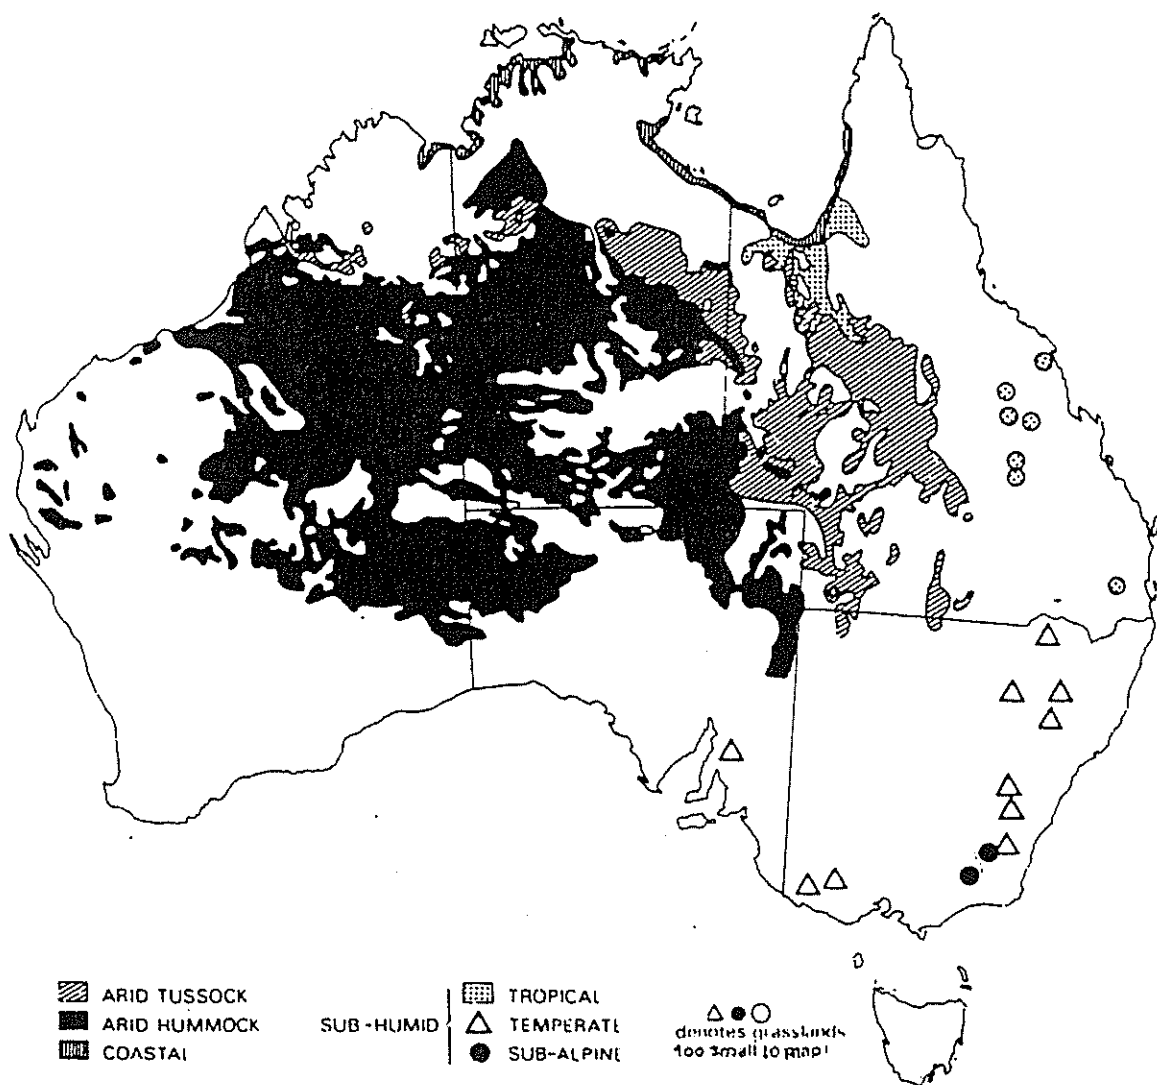 ARID TUSSOCK
ARID HUMMOCK
COASTAL
SUB-HUMID
TROPICAL
TEMPERATE
SUB-ALPINE
denotes grasslands
too small to map